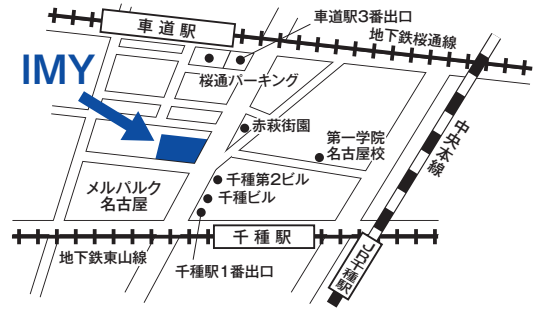 車道駅
車道駅3番出口
地下鉄桜通線
IMY
桜通パーキング
赤萩街園
第一学院
名古屋校
中央本線
千種第2ビル
千種ビル
メルパルク
名古屋
千種駅
地下鉄東山線
千種駅1番出口
JR千種駅